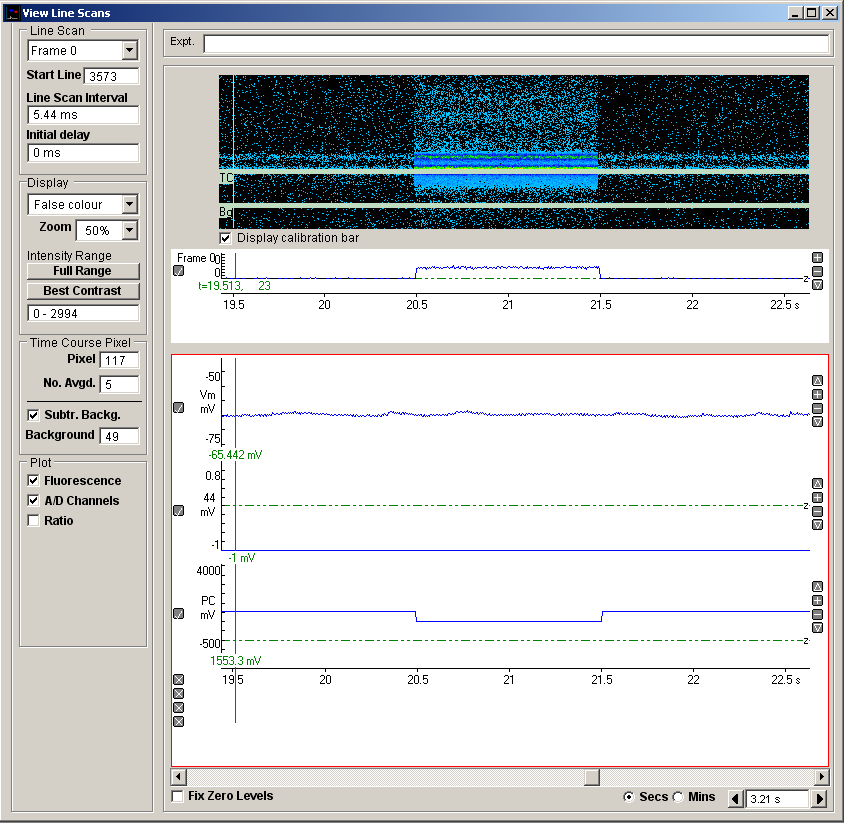 View Line Scans
Line Scan
Frame 0
Start Line 3573
Line Scan Interval
5.44 ms
Initial delay
0 ms
Display
False colour
Zoom 50%
Intensity Range
Full Range
Best Contrast
0 - 2994
Time Course Pixel
Pixel 117
No. Avgd. 5
Subtr. Backg.
Background 49
Plot
Fluorescence
A/D Channels
Ratio
Expt.
TC
Bg
Display calibration bar
Frame 0
0
0
z
t=19.513, 23
19.5 20 20.5 21 21.5 22 22.5 s
-50
Vm
mV
-75
-65.442 mV
0.8
44
mV
z
-1
-1 mV
4000
PC
mV
-500
z
1553.3 mV
19.5 20 20.5 21 21.5 22 22.5 s
Fix Zero Levels
Secs Mins 3.21 s